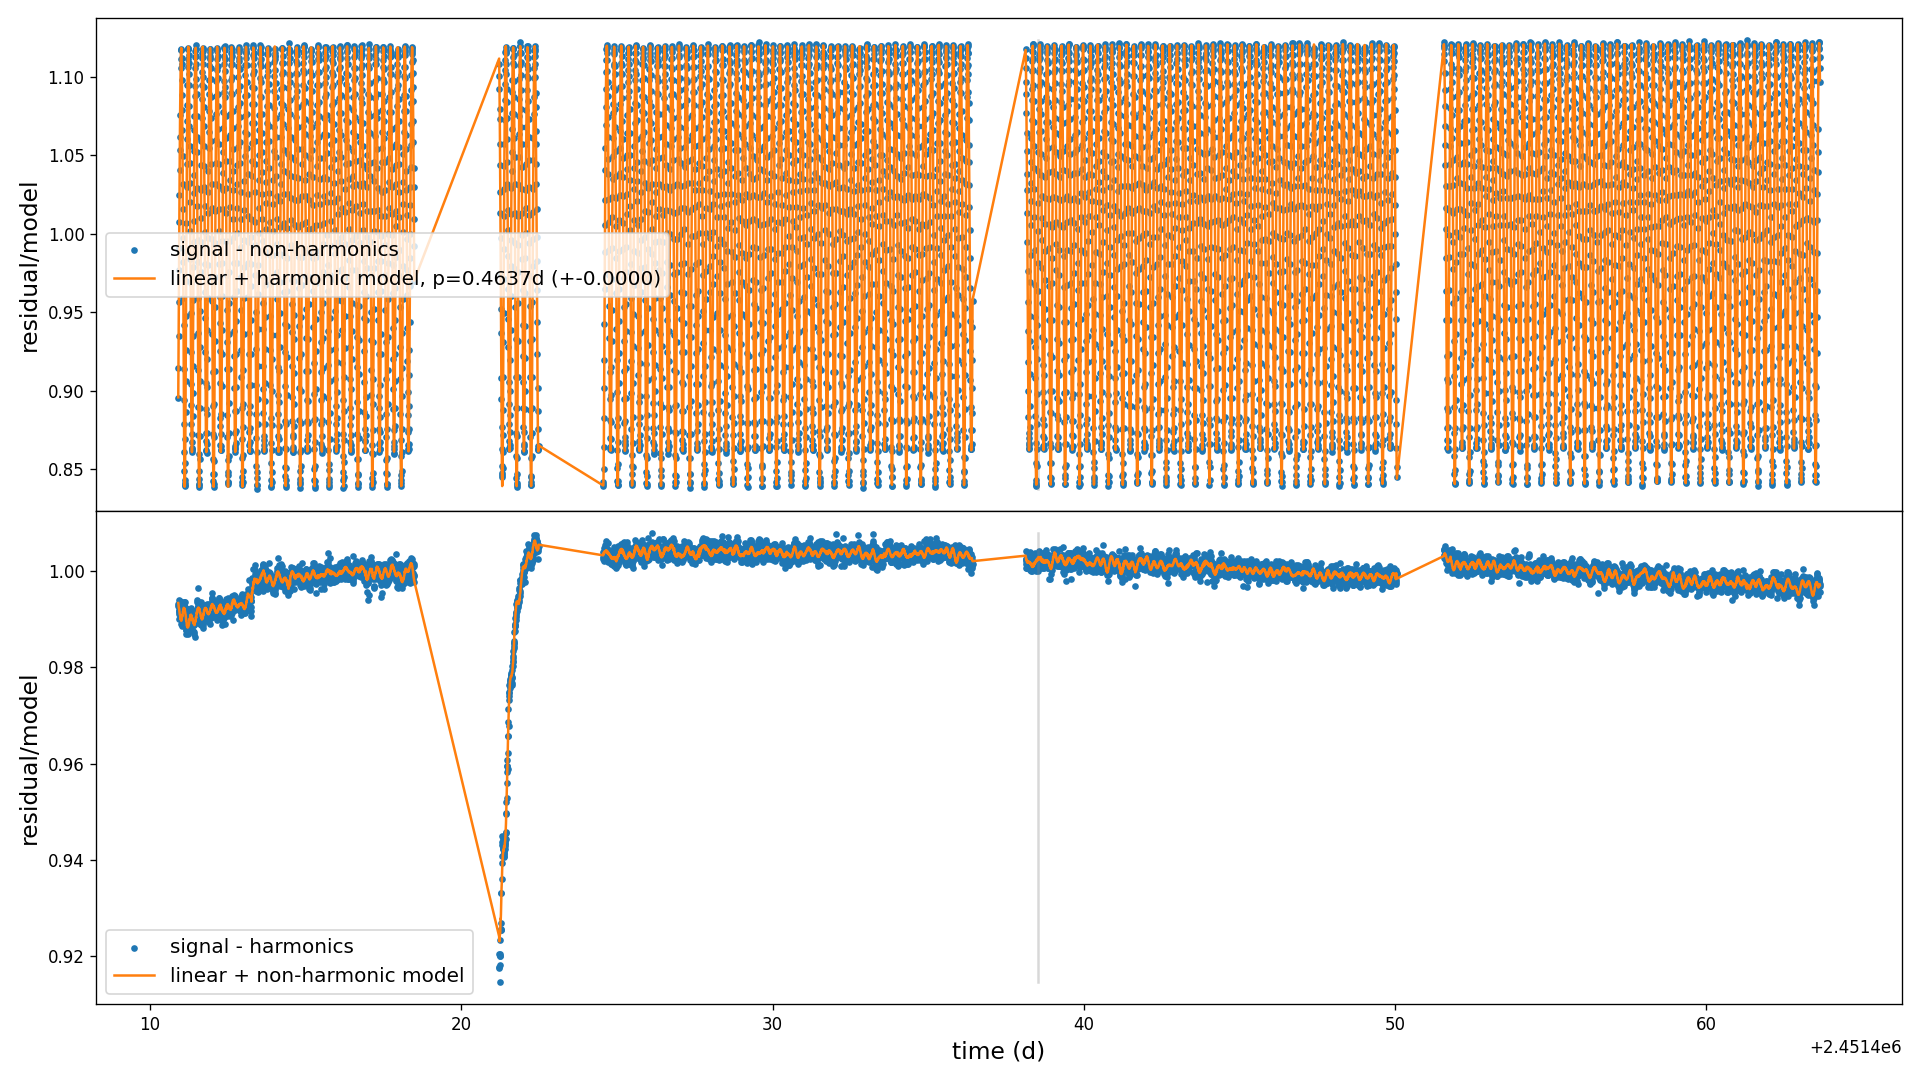 1.10
1.05
1.00
0.95
0.90
0.85
residual/model
signal - non-harmonics
linear + harmonic model, p=0.4637d (+-0.0000)
1.00
0.98
0.96
0.94
0.92
residual/model
signal - harmonics
linear + non-harmonic model
10 20 30 40 50 60
time (d)
+2.4514e6